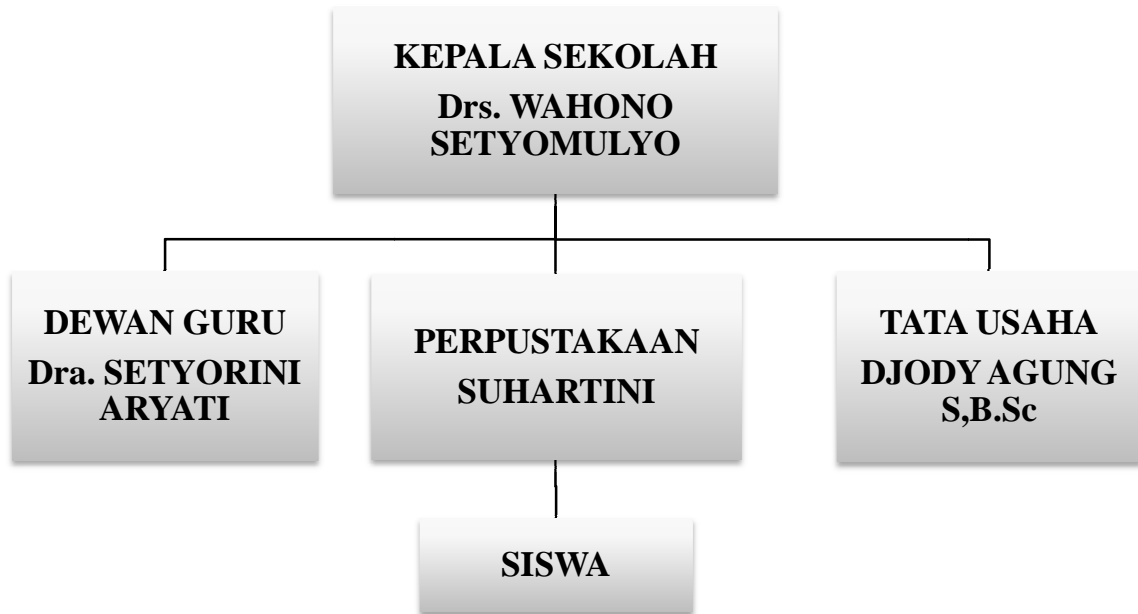 KEPALA SEKOLAH
Drs. WAHONO
SETYOMULYO
DEWAN GURU
Dra. SETYORINI
ARYATI
PERPUSTAKAAN
SUHARTINI
TATA USAHA
DJODY AGUNG
S,B.Sc
SISWA